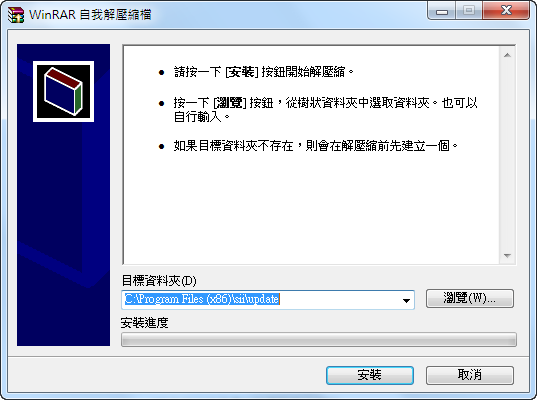 WinRAR 自我解壓縮檔
• 請按一下 [安裝] 按鈕開始解壓縮。
• 按一下 [瀏覽] 按鈕，從樹狀資料夾中選取資料夾。也可以
自行輸入。
• 如果目標資料夾不存在，則會在解壓縮前先建立一個。
目標資料夾(D)
C:\Program Files (x86)\sii\update
瀏覽(W)...
安裝進度
安裝
取消